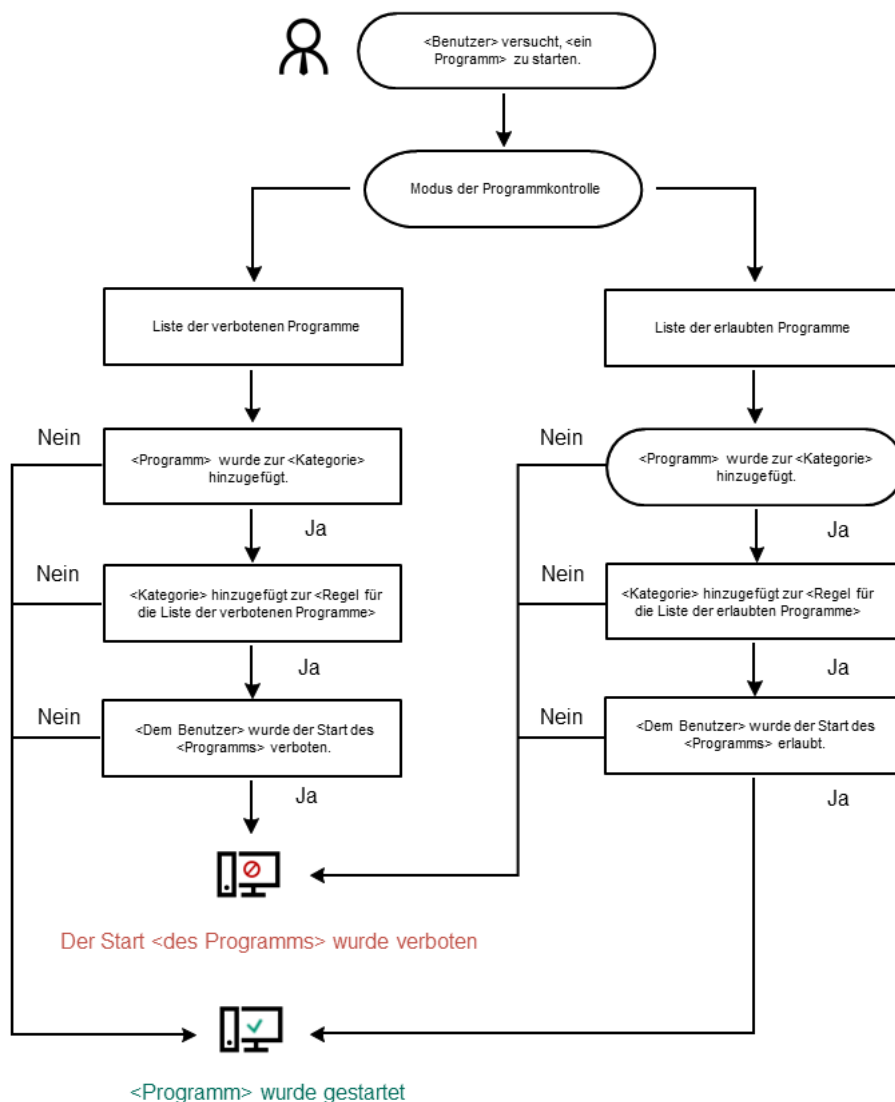 <Benutzer> versucht, <ein
Programm> zu starten.
Modus der Programmkontrolle
Liste der verbotenen Programme
Liste der erlaubten Programme
Nein
<Programm> wurde zur <Kategorie>
hinzugefügt.
Ja
Nein
<Programm> wurde zur <Kategorie>
hinzugefügt.
Ja
Nein
<Kategorie> hinzugefügt zur <Regel für
die Liste der verbotenen Programme>
Ja
Nein
<Kategorie> hinzugefügt zur <Regel für
die Liste der erlaubten Programme>
Ja
Nein
<Dem Benutzer> wurde der Start des
<Programms> verboten.
Ja
Nein
<Dem Benutzer> wurde der Start des
<Programms> erlaubt.
Ja
Der Start <des Programms> wurde verboten
<Programm> wurde gestartet